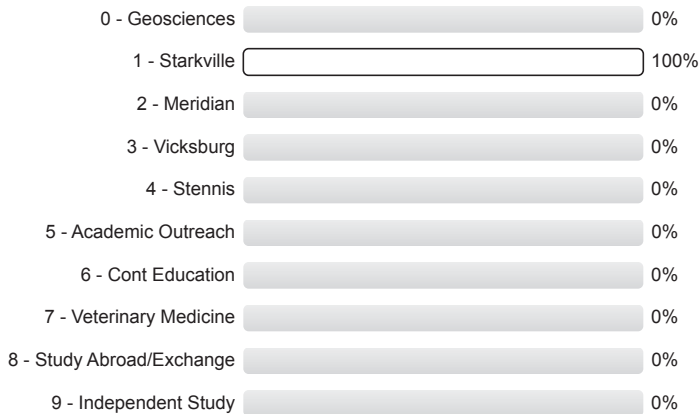 0 - Geosciences 0%
1 - Starkville 100%
2 - Meridian 0%
3 - Vicksburg 0%
4 - Stennis 0%
5 - Academic Outreach 0%
6 - Cont Education 0%
7 - Veterinary Medicine 0%
8 - Study Abroad/Exchange 0%
9 - Independent Study 0%